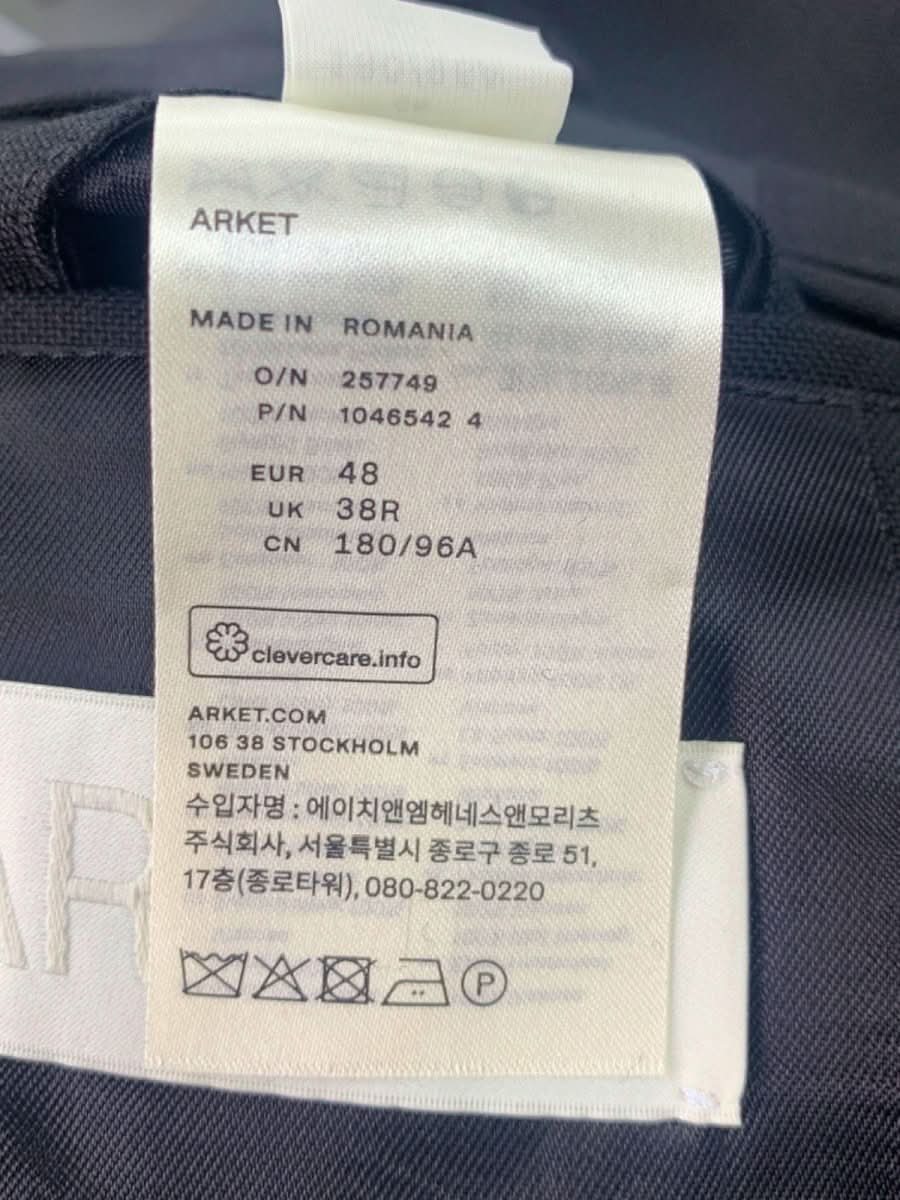 ARKET
MADE IN ROMANIA
O/N 257749
P/N 1046542 4
EUR 48
UK 38R
CN 180/96A
clevercare.info
ARKET.COM
106 38 STOCKHOLM
SWEDEN
수입자명 : 에이치앤엠헤네스앤모리츠
주식회사, 서울특별시 종로구 종로 51,
17층(종로타워), 080-822-0220
P
AR